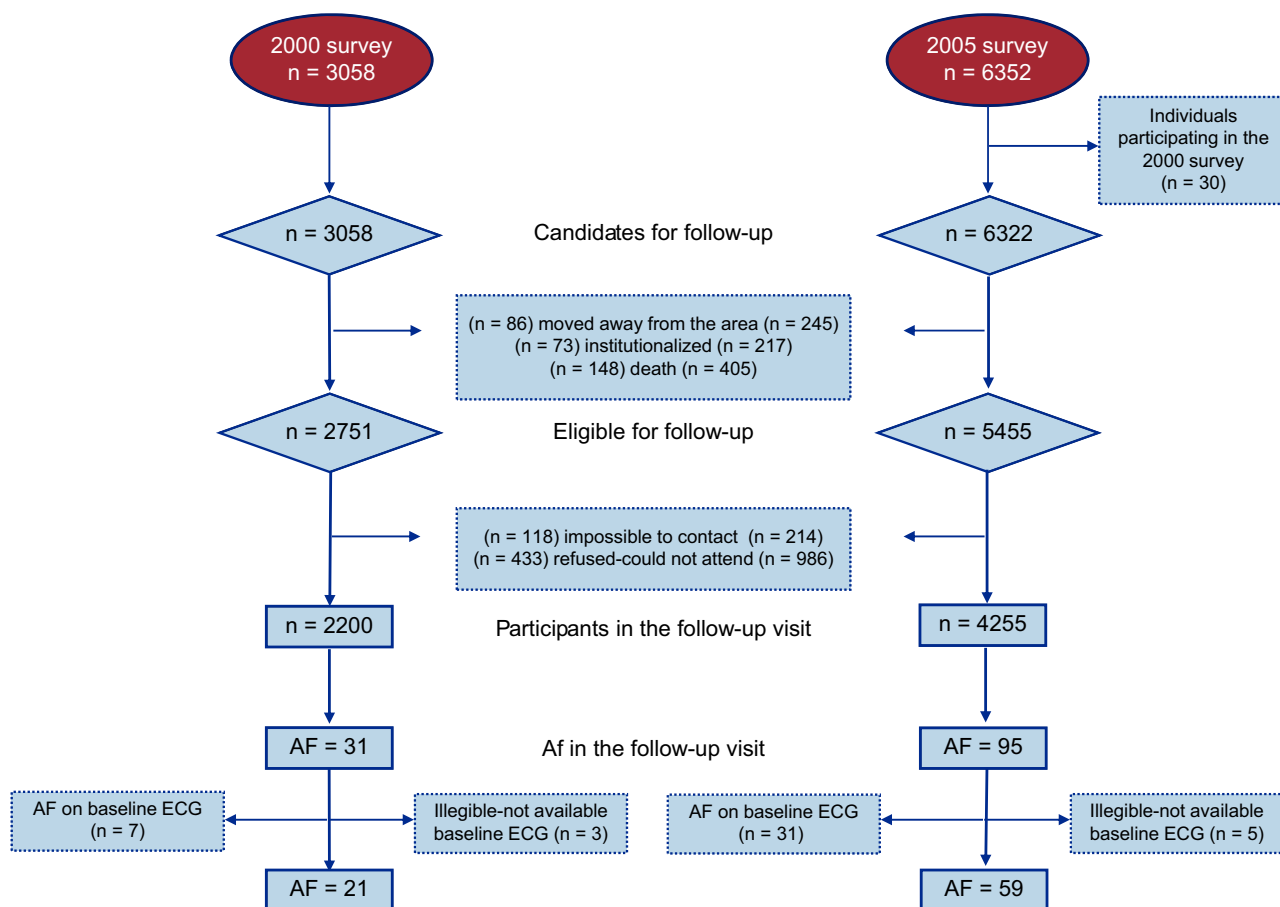 2000 survey
n = 3058
2005 survey
n = 6352
Individuals
participating in the
2000 survey
(n = 30)
n = 3058
Candidates for follow-up
n = 6322
(n = 86) moved away from the area (n = 245)
(n = 73) institutionalized (n = 217)
(n = 148) death (n = 405)
n = 2751
Eligible for follow-up
n = 5455
(n = 118) impossible to contact (n = 214)
(n = 433) refused-could not attend (n = 986)
n = 2200
Participants in the follow-up visit
n = 4255
AF = 31
Af in the follow-up visit
AF = 95
AF on baseline ECG
(n = 7)
Illegible-not available
baseline ECG (n = 3)
AF on baseline ECG
(n = 31)
Illegible-not available
baseline ECG (n = 5)
AF = 21
AF = 59